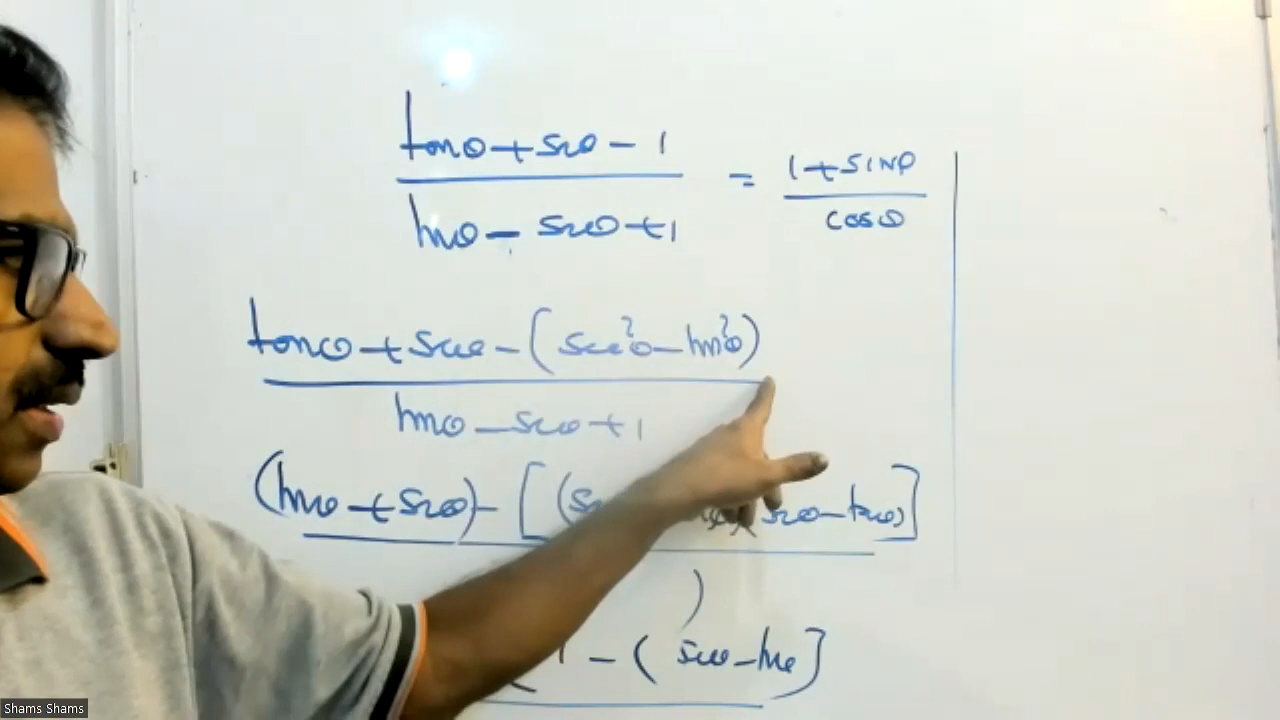 tanθ + secθ - 1
= 1 + SINθ
tanθ - secθ + 1
cosθ
tanθ + secθ - (sec²θ - tan²θ)
tanθ - secθ + 1
(tanθ + secθ) - [(secθ - tanθ)]
)
1 - (secθ - tanθ]
Shams Shams